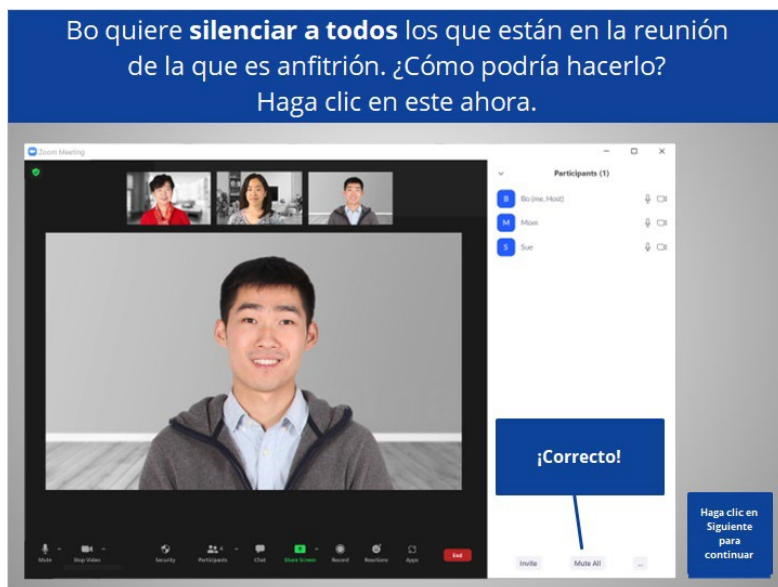 Bo quiere silenciar a todos los que están en la reunión
de la que es anfitrión. ¿Cómo podría hacerlo?
Haga clic en este ahora.
Zoom Meeting
Participants (1)
B Bo (me, Host)
M Mom
S Sue
¡Correcto!
Haga clic en
Siguiente
para
continuar
Mute
Stop Video
Security
Participants
Chat
Share Screen
Record
Reactions
Apps
End
Invite
Mute All
...